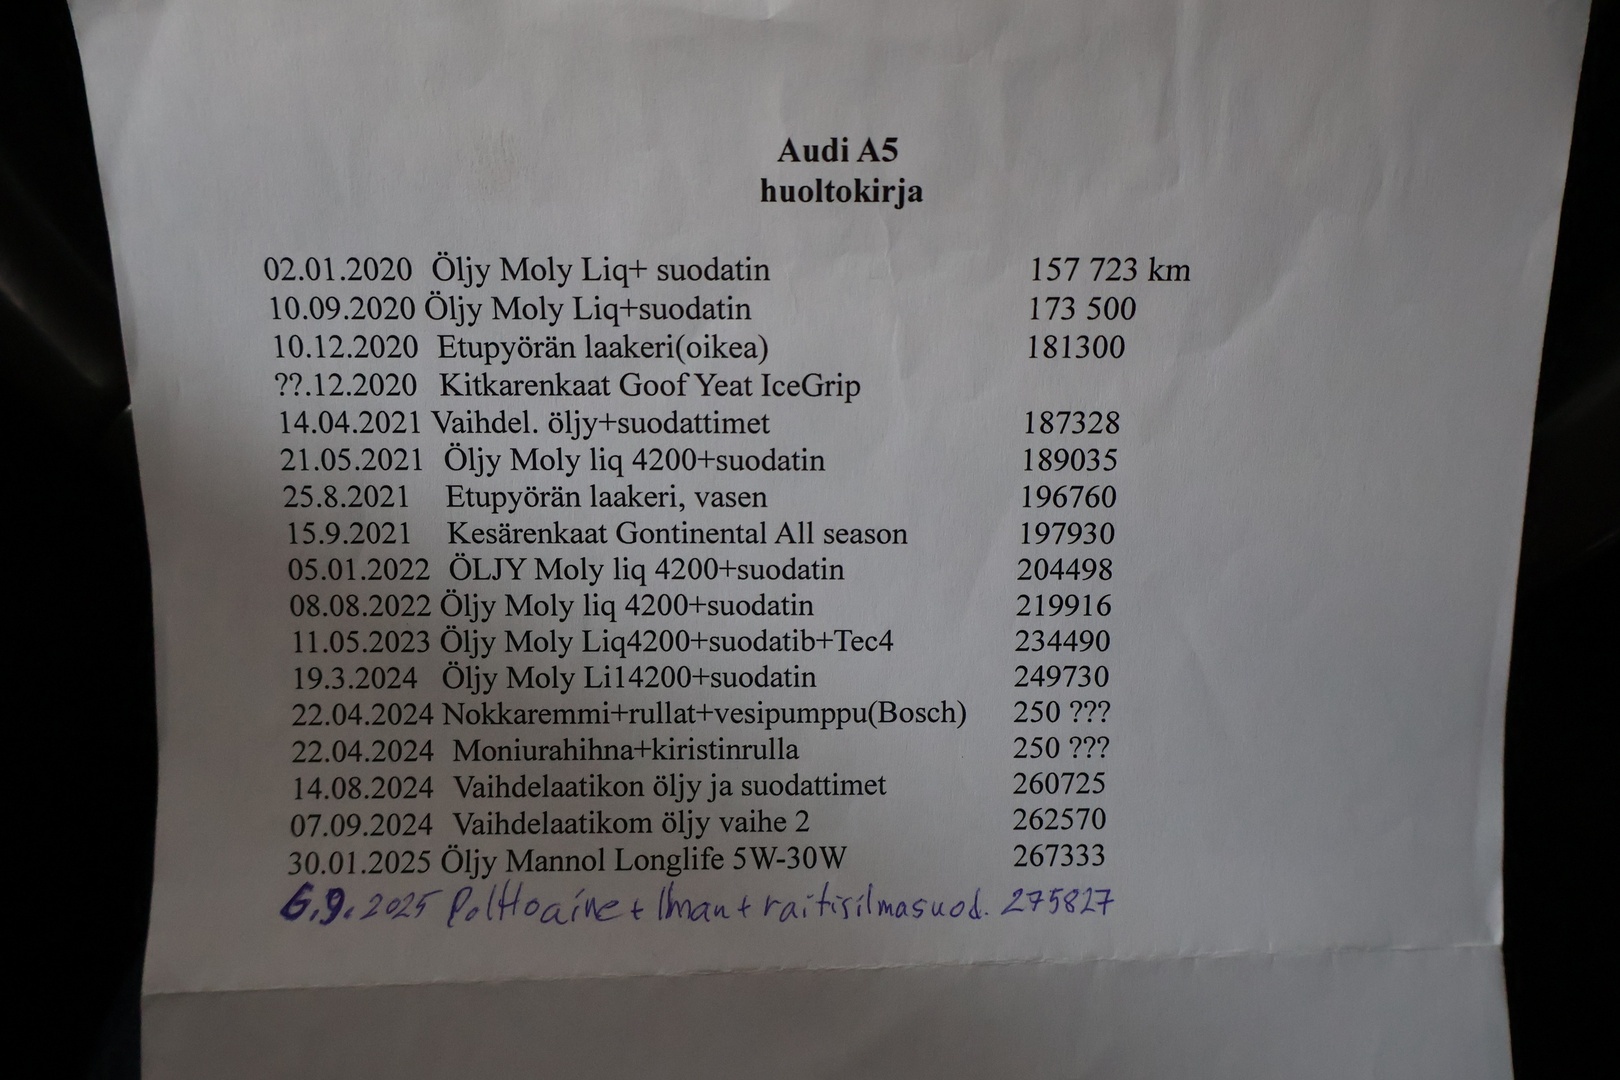 Audi A5
huoltokirja
02.01.2020 Öljy Moly Liq+ suodatin 157 723 km
10.09.2020 Öljy Moly Liq+suodatin 173 500
10.12.2020 Etupyörän laakeri(oikea) 181300
??.12.2020 Kitkarenkaat Goof Yeat IceGrip
14.04.2021 Vaihdel. öljy+suodattimet 187328
21.05.2021 Öljy Moly liq 4200+suodatin 189035
25.8.2021 Etupyörän laakeri, vasen 196760
15.9.2021 Kesärenkaat Gontinental All season 197930
05.01.2022 ÖLJY Moly liq 4200+suodatin 204498
08.08.2022 Öljy Moly liq 4200+suodatin 219916
11.05.2023 Öljy Moly Liq4200+suodatib+Tec4 234490
19.3.2024 Öljy Moly Li14200+suodatin 249730
22.04.2024 Nokkaremmi+rullat+vesipumppu(Bosch) 250 ???
22.04.2024 Moniurahihna+kiristinrulla 250 ???
14.08.2024 Vaihdelaatikon öljy ja suodattimet 260725
07.09.2024 Vaihdelaatikom öljy vaihe 2 262570
30.01.2025 Öljy Mannol Longlife 5W-30W 267333
6.9.2025 Polttoaine + Ilman + raitisilmasuod. 275827